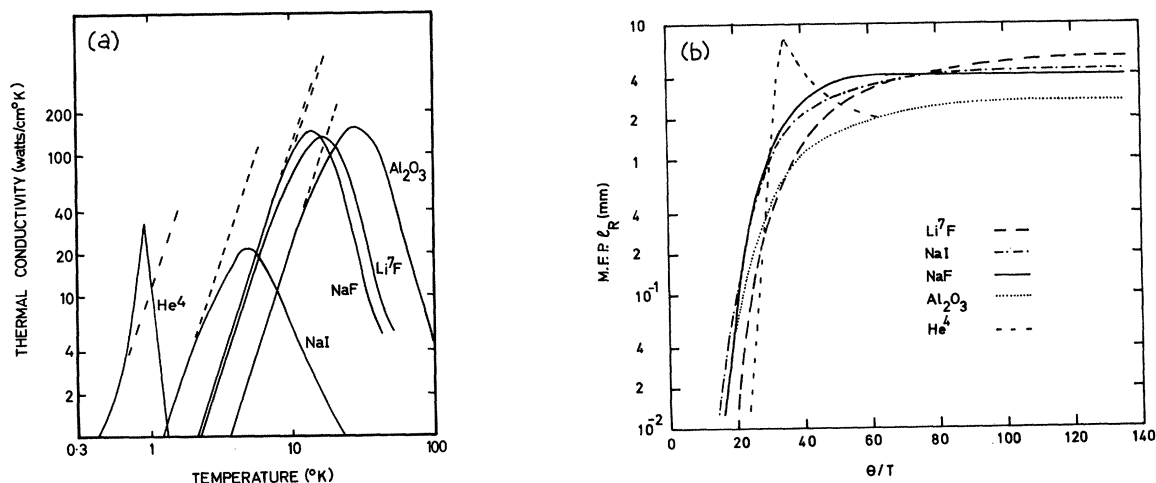 (a)
THERMAL CONDUCTIVITY (watts/cm°K)
200
100
40
20
10
4
2
He⁴
NaI
NaF
Li⁷F
Al₂O₃
0·3
1
10
100
TEMPERATURE (°K)
(b)
M.F.P. ℓR (mm)
10
4
2
1
4
2
10⁻¹
4
2
10⁻²
Li⁷F
NaI
NaF
Al₂O₃
He⁴
0
20
40
60
80
100
120
140
θ/T